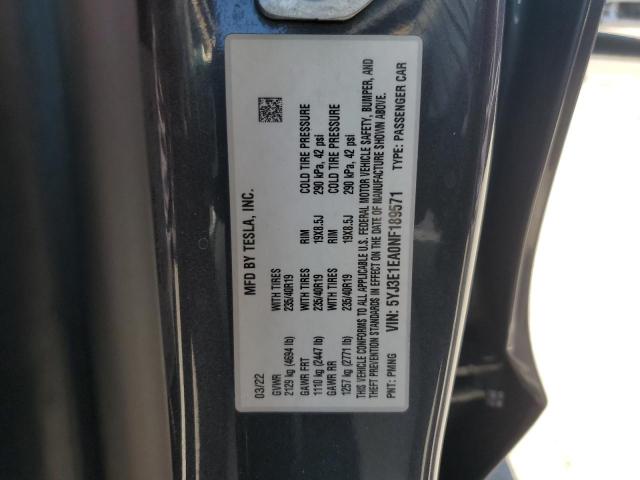 MFD BY TESLA, INC.
03/22
GVWR WITH TIRES RIM COLD TIRE PRESSURE
2129 kg (4694 lb) 235/40R19 19X8.5J 290 kPa, 42 psi
GAWR FRT WITH TIRES RIM COLD TIRE PRESSURE
1110 kg (2447 lb) 235/40R19 19X8.5J 290 kPa, 42 psi
GAWR RR WITH TIRES
1257 kg (2771 lb) 235/40R19
THIS VEHICLE CONFORMS TO ALL APPLICABLE U.S. FEDERAL MOTOR VEHICLE SAFETY, BUMPER, AND
THEFT PREVENTION STANDARDS IN EFFECT ON THE DATE OF MANUFACTURE SHOWN ABOVE.
PNT: PMNG VIN: 5YJ3E1EA0NF189571 TYPE: PASSENGER CAR